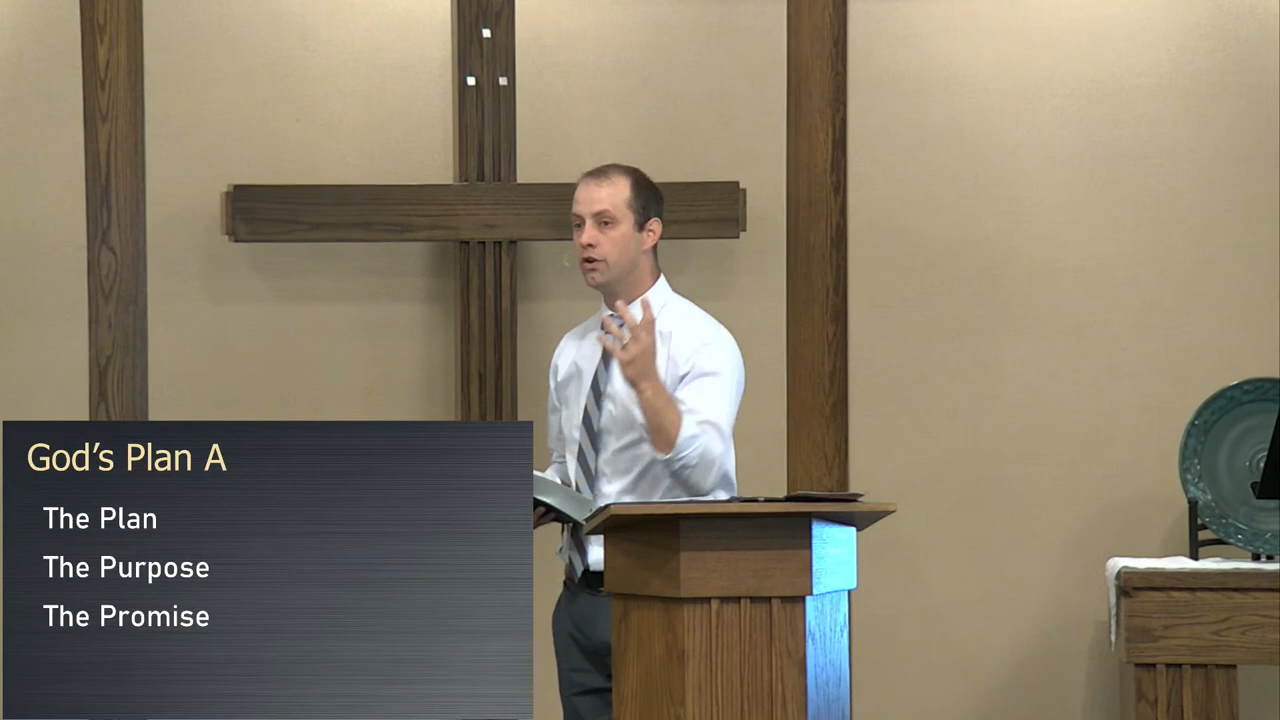 God's Plan A
The Plan
The Purpose
The Promise